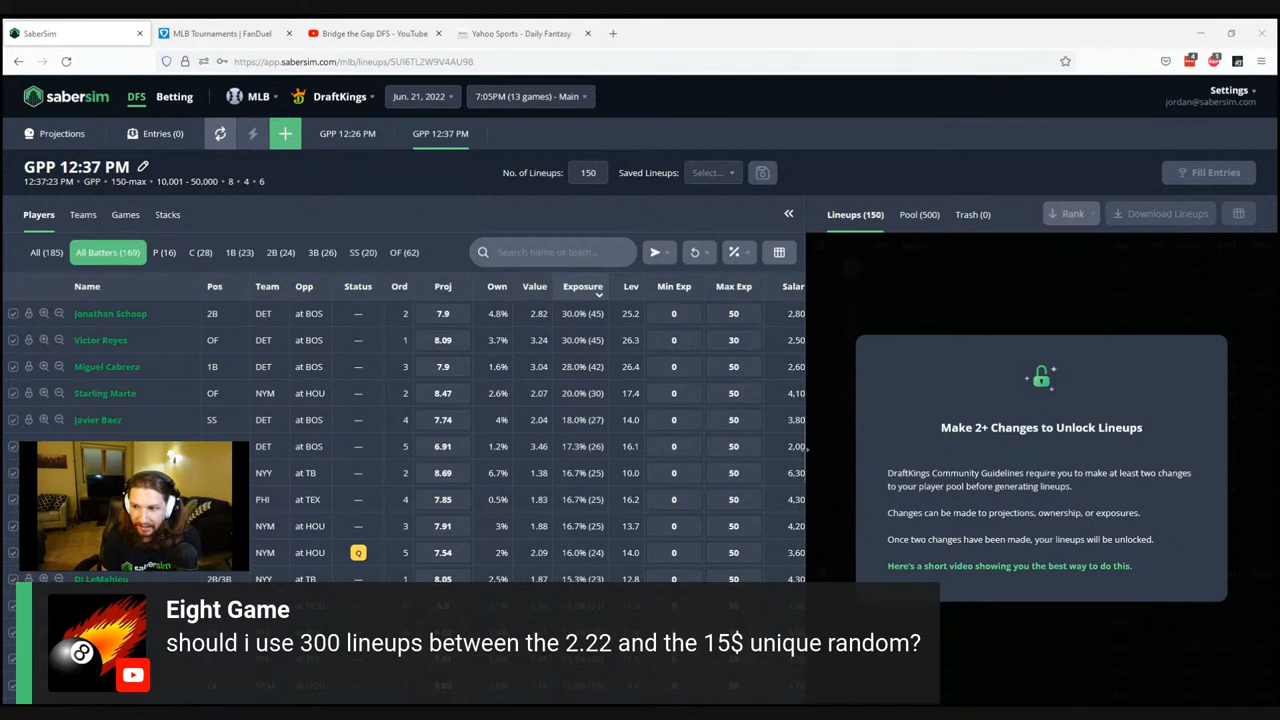 SaberSim
MLB Tournaments | FanDuel
Bridge the Gap DFS - YouTube
Yahoo Sports - Daily Fantasy
https://app.sabersim.com/mlb/lineups/5UI6TL2W9V4AU98
sabersim
DFS
Betting
MLB
DraftKings
Jun. 21, 2022
7:05PM (13 games) - Main
Settings
jordan@sabersim.com
Projections
Entries (0)
GPP 12:26 PM
GPP 12:37 PM
GPP 12:37 PM
12:37:23 PM • GPP • 150-max • 10,001 - 50,000 • 8 • 4 • 6
No. of Lineups: 150
Saved Lineups: Select...
Fill Entries
Players Teams Games Stacks
Lineups (150) Pool (500) Trash (0) Rank Download Lineups
All (185) All Batters (169) P (16) C (28) 1B (23) 2B (24) 3B (26) SS (20) OF (62) Search name or team...
Name Pos Team Opp Status Ord Proj Own Value Exposure Lev Min Exp Max Exp Salar
Jonathan Schoop 2B DET at BOS — 2 7.9 4.8% 2.82 30.0% (45) 25.2 0 50 2,80
Victor Reyes OF DET at BOS — 1 8.09 3.7% 3.24 30.0% (45) 26.3 0 30 2,50
Miguel Cabrera 1B DET at BOS — 3 7.9 1.6% 3.04 28.0% (42) 26.4 0 50 2,60
Starling Marte OF NYM at HOU — 2 8.47 2.6% 2.07 20.0% (30) 17.4 0 50 4,10
Javier Baez SS DET at BOS — 4 7.74 4% 2.04 18.0% (27) 14.0 0 50 3,80
DET at BOS — 5 6.91 1.2% 3.46 17.3% (26) 16.1 0 50 2,00
NYY at TB — 2 8.69 6.7% 1.38 16.7% (25) 10.0 0 50 6,30
PHI at TEX — 4 7.85 0.5% 1.83 16.7% (25) 16.2 0 50 4,30
NYM at HOU — 3 7.91 3% 1.88 16.7% (25) 13.7 0 50 4,20
NYM at HOU Q 5 7.54 2% 2.09 16.0% (24) 14.0 0 50 3,60
DJ LeMahieu 2B/3B NYY at TB — 1 8.05 2.5% 1.87 15.3% (23) 12.8 0 50 4,30
Make 2+ Changes to Unlock Lineups
DraftKings Community Guidelines require you to make at least two changes
to your player pool before generating lineups.
Changes can be made to projections, ownership, or exposures.
Once two changes have been made, your lineups will be unlocked.
Here's a short video showing you the best way to do this.
sabersim
Eight Game
should i use 300 lineups between the 2.22 and the 15$ unique random?
8